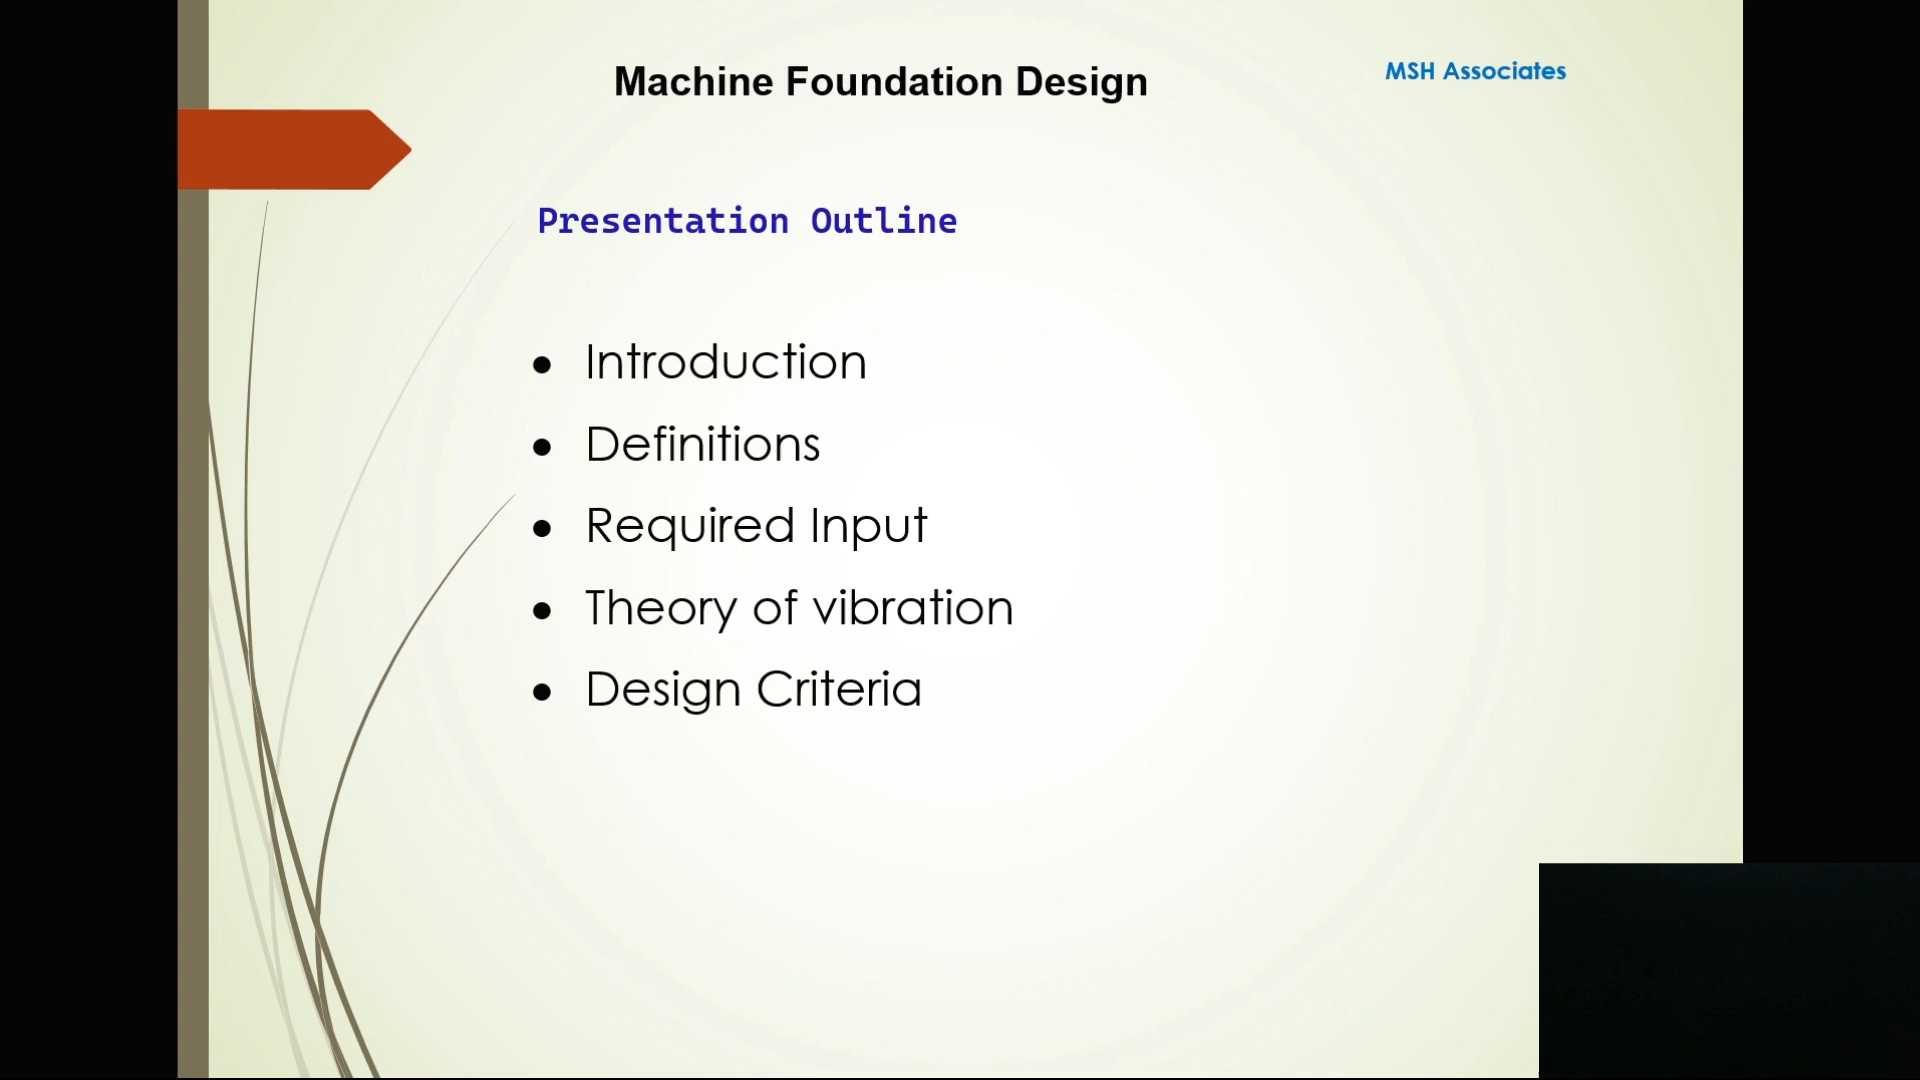 Machine Foundation Design
MSH Associates
Presentation Outline
● Introduction
● Definitions
● Required Input
● Theory of vibration
● Design Criteria